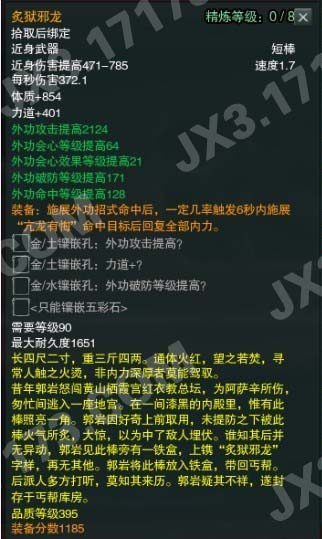 炙狱邪龙 精炼等级：0/8
拾取后绑定
近身武器 短棒
近身伤害提高471-785 速度1.7
每秒伤害372.1
体质+854
力道+401
外功攻击提高2124
外功会心等级提高64
外功会心效果等级提高21
外功破防等级提高171
外功命中等级提高128
装备：施展外功招式命中后，一定几率触发6秒内施展
“亢龙有悔”命中目标后回复全部内力。
金/土镶嵌孔：外功攻击提高?
金/土镶嵌孔：力道+?
金/水镶嵌孔：外功破防等级提高?
<只能镶嵌五彩石>
需要等级90
最大耐久度1651
长四尺二寸，重三斤四两。通体火红，望之若焚，寻
常人触之火烫，非内力深厚者莫能驾驭。
昔年郭岩怒闯黄山栖霞宫红衣教总坛，为阿萨辛所伤，
匆忙间逃入一座地宫。在一间漆黑的内殿里，惟有此
棒照亮一角。郭岩因好奇上前取用，未提防之下被此
棒火气所炙，大惊，以为中了敌人埋伏。谁知其后并
无异动，郭岩见此棒旁有一铁盒，上镌“炙狱邪龙”
字样，再无其他。郭岩将此棒放入铁盒，带回丐帮。
后派人多方打听，莫知其来历。郭岩疑其不祥，遂封
存于丐帮库房。
品质等级395
装备分数1185
JX3.17173.COM